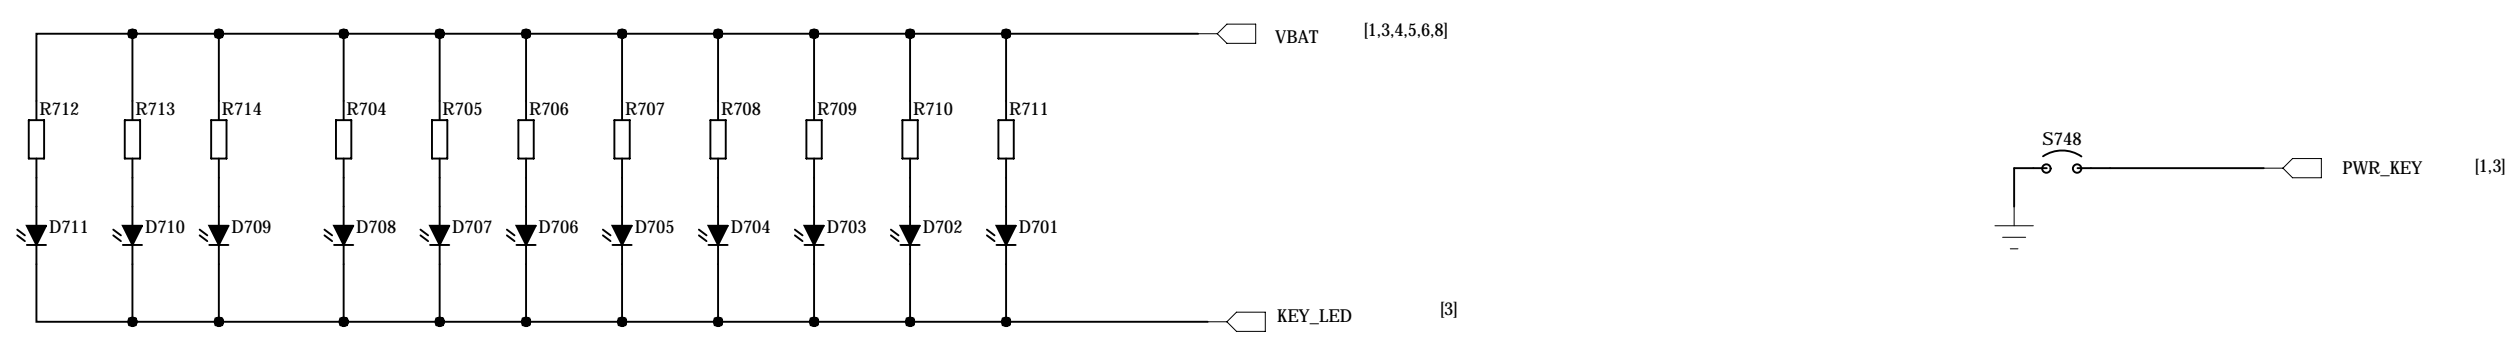 VBAT [1,3,4,5,6,8]
R712 R713 R714 R704 R705 R706 R707 R708 R709 R710 R711
S748
PWR_KEY [1,3]
D711 D710 D709 D708 D707 D706 D705 D704 D703 D702 D701
KEY_LED [3]